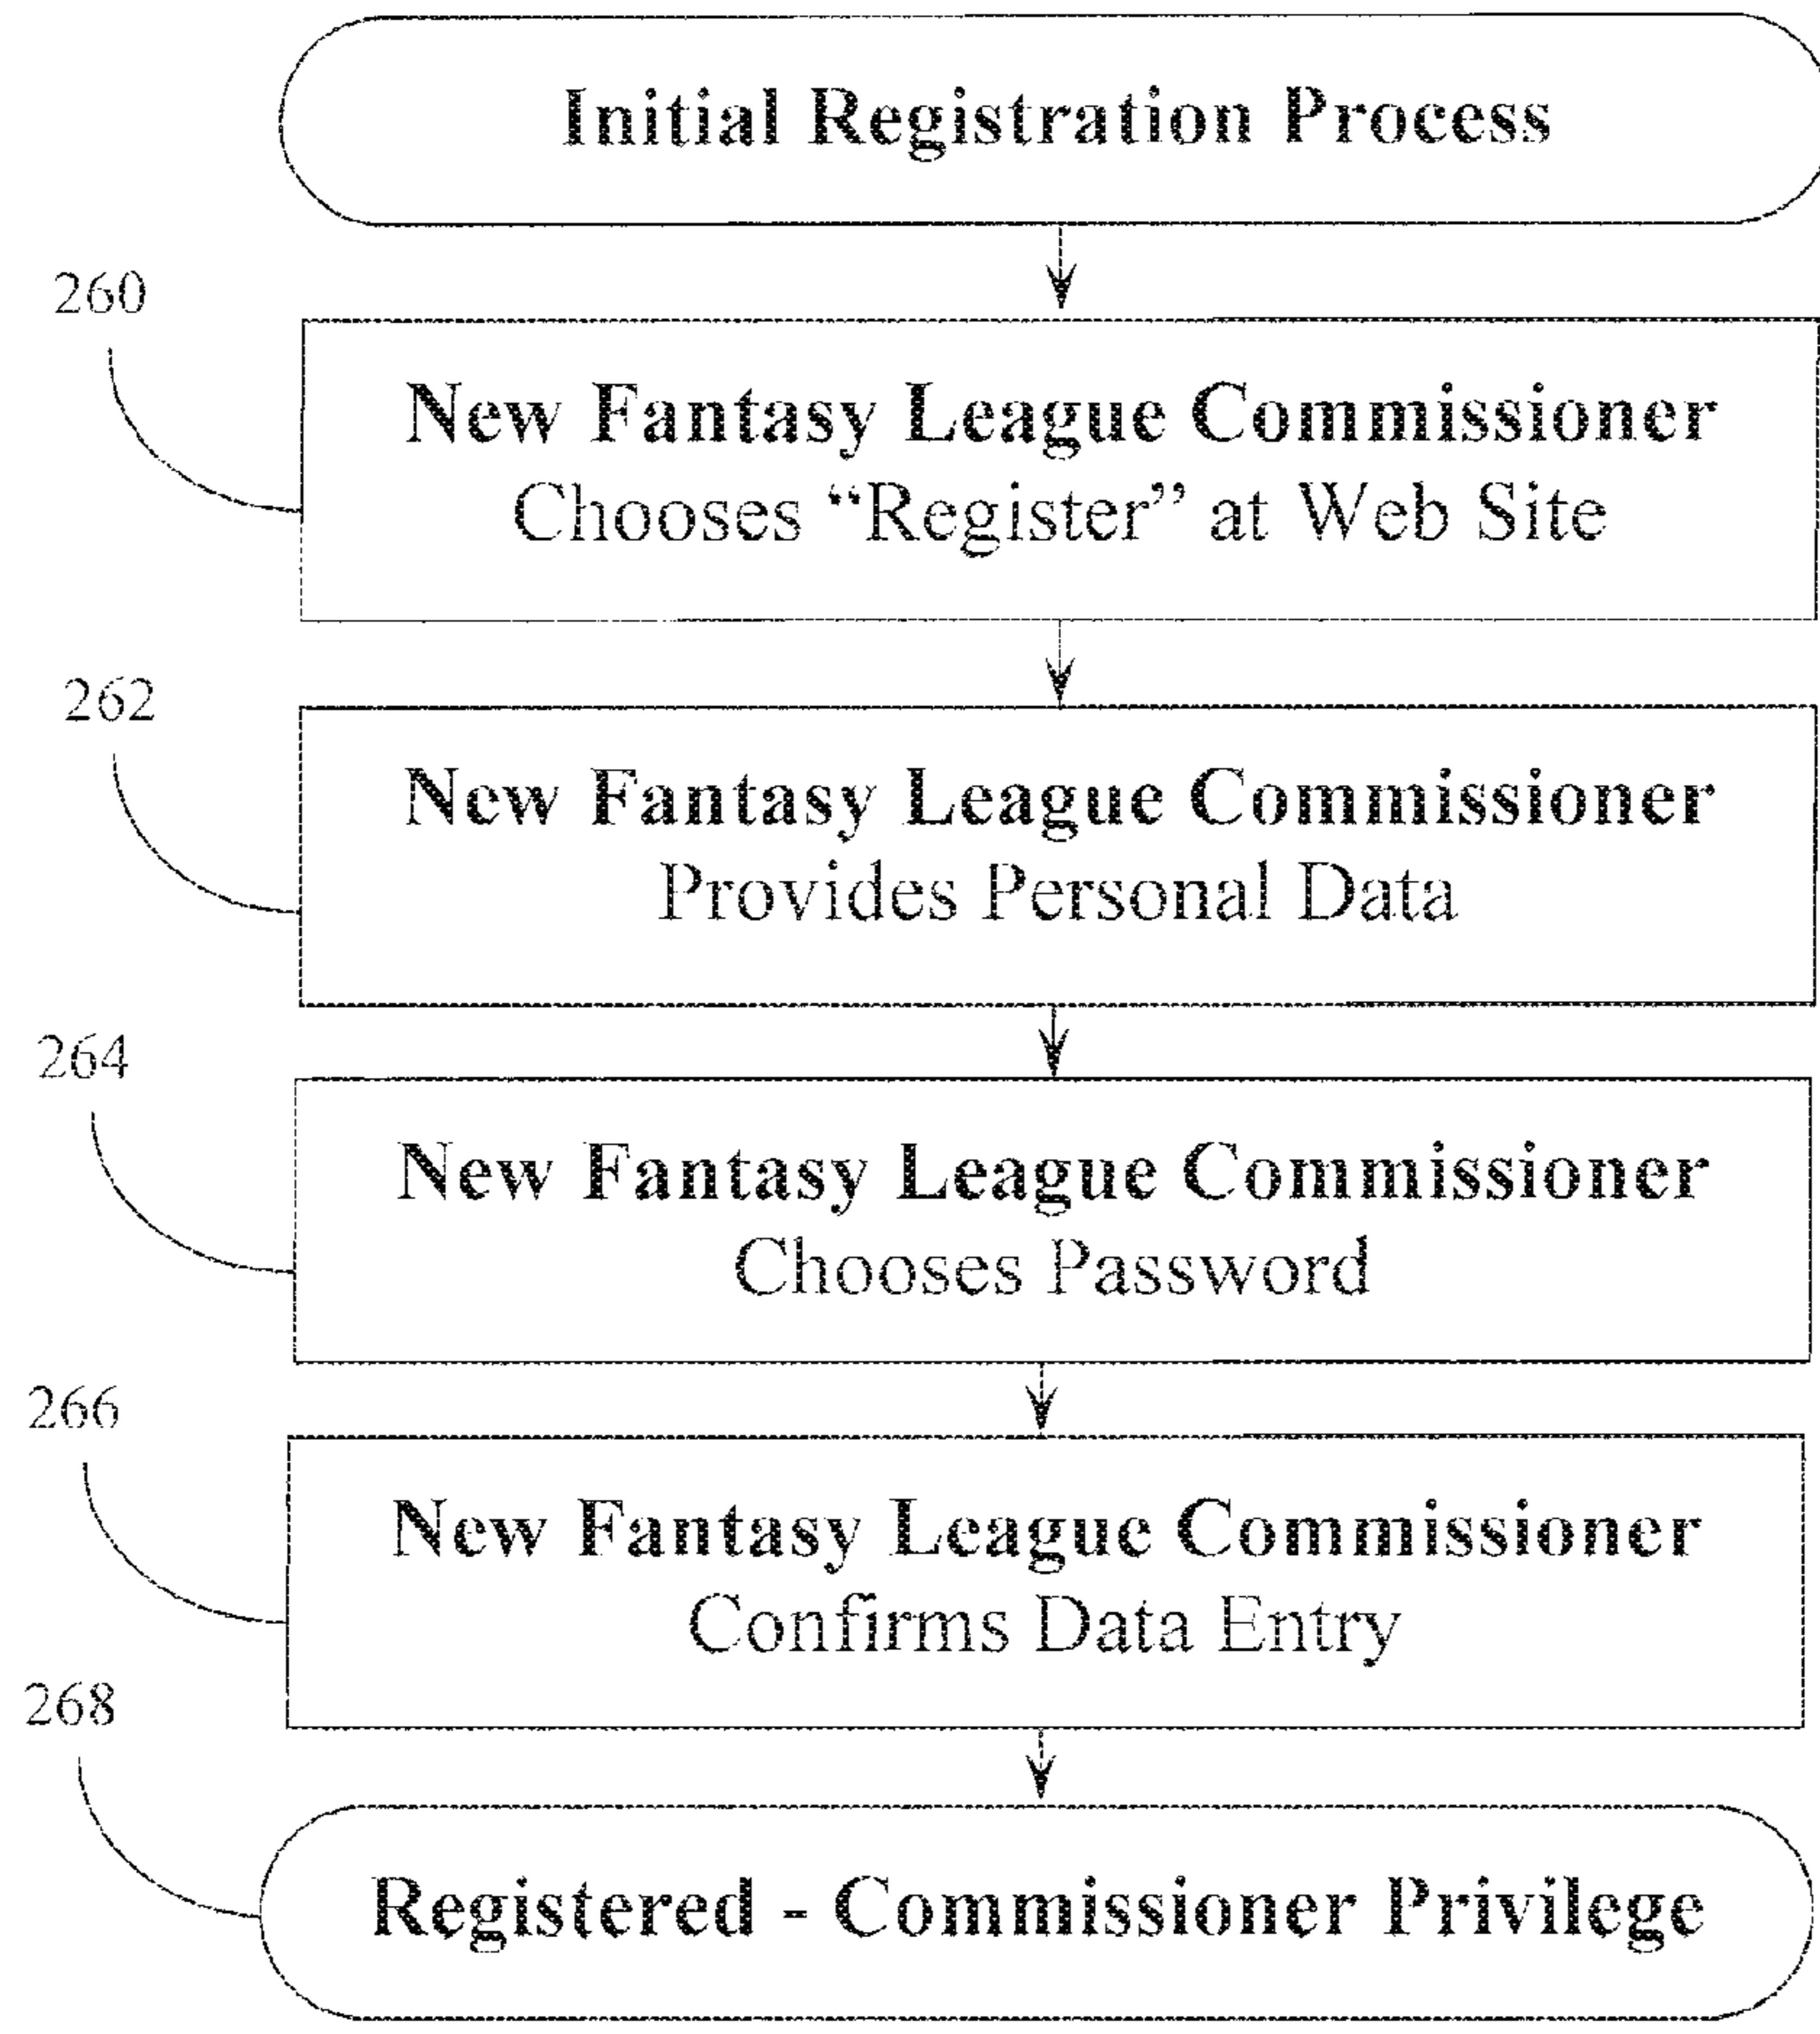 Initial Registration Process
260
New Fantasy League Commissioner
Chooses “Register” at Web Site
262
New Fantasy League Commissioner
Provides Personal Data
264
New Fantasy League Commissioner
Chooses Password
266
New Fantasy League Commissioner
Confirms Data Entry
268
Registered - Commissioner Privilege